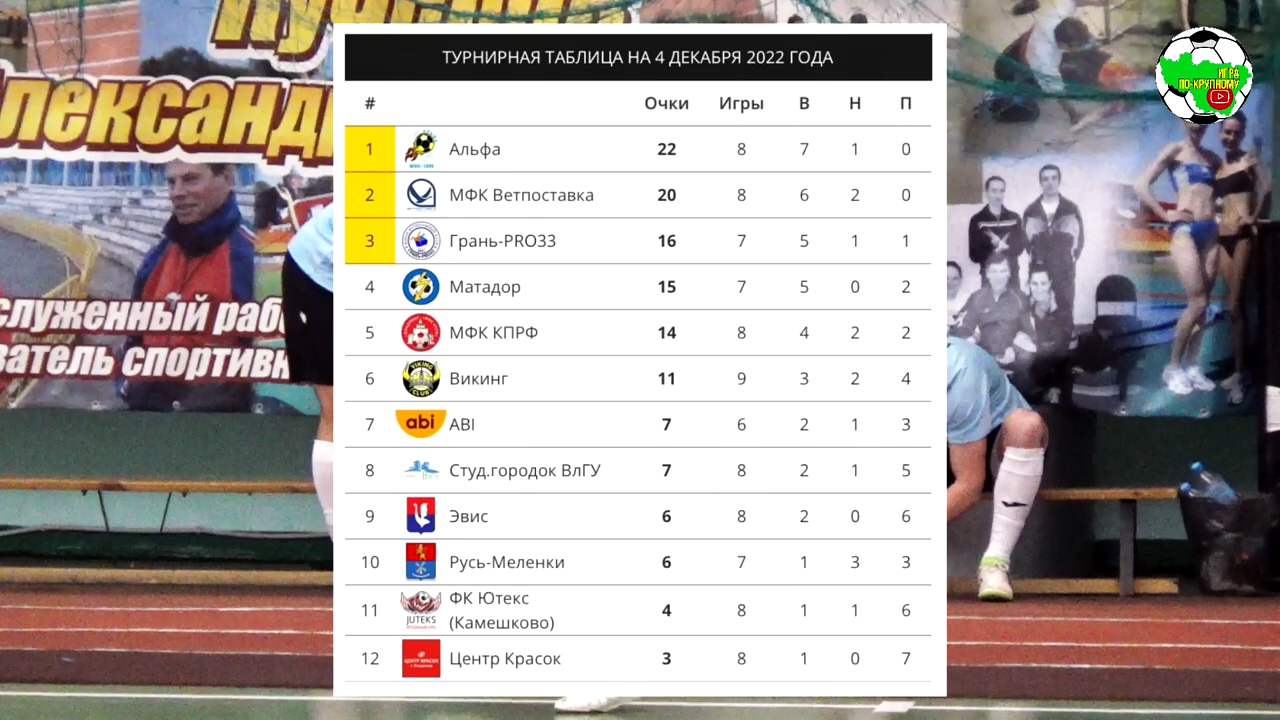 лександ
служенный раб
ватель спортивн
ИГРА
ПО-КРУПНОМУ
ТУРНИРНАЯ ТАБЛИЦА НА 4 ДЕКАБРЯ 2022 ГОДА
# Очки Игры В Н П
1 Альфа 22 8 7 1 0
2 МФК Ветпоставка 20 8 6 2 0
3 Грань-PRO33 16 7 5 1 1
4 Матадор 15 7 5 0 2
5 МФК КПРФ 14 8 4 2 2
6 VIKING CLUB Викинг 11 9 3 2 4
7 abi ABI 7 6 2 1 3
8 Студ.городок ВлГУ 7 8 2 1 5
9 Эвис 6 8 2 0 6
10 Русь-Меленки 6 7 1 3 3
11 JUTEKS ФК Ютекс 4 8 1 1 6
(Камешково)
12 ЦЕНТР КРАСОК Центр Красок 3 8 1 0 7